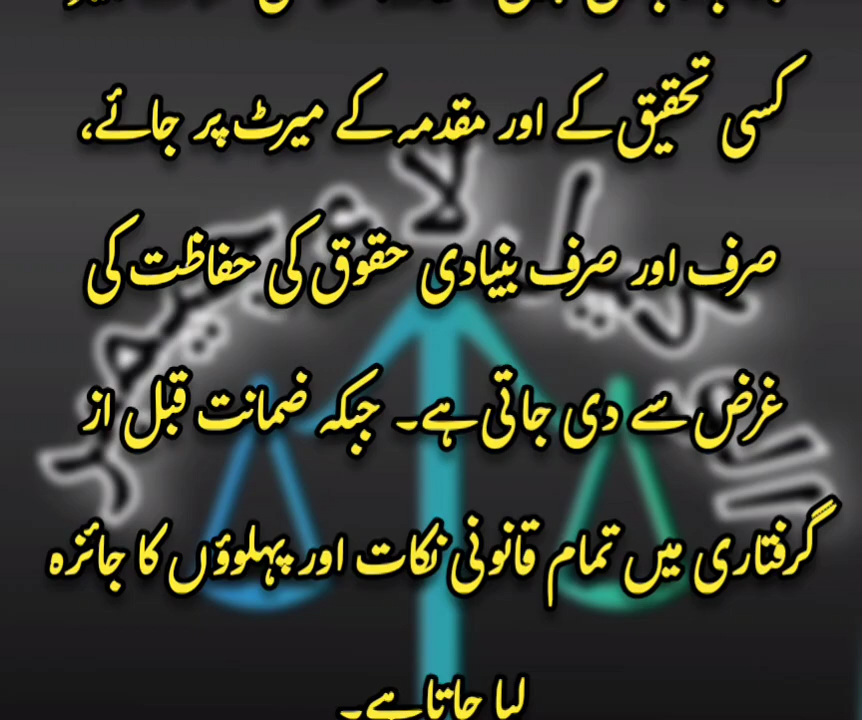 کسی تحقیق کے اور مقدمہ کے میرٹ پر جائے،
صرف اور صرف بنیادی حقوق کی حفاظت کی
غرض سے دی جاتی ہے۔ جبکہ ضمانت قبل از
گرفتاری میں تمام قانونی نکات اور پہلوؤں کا جائزہ
لیا جاتا ہے۔